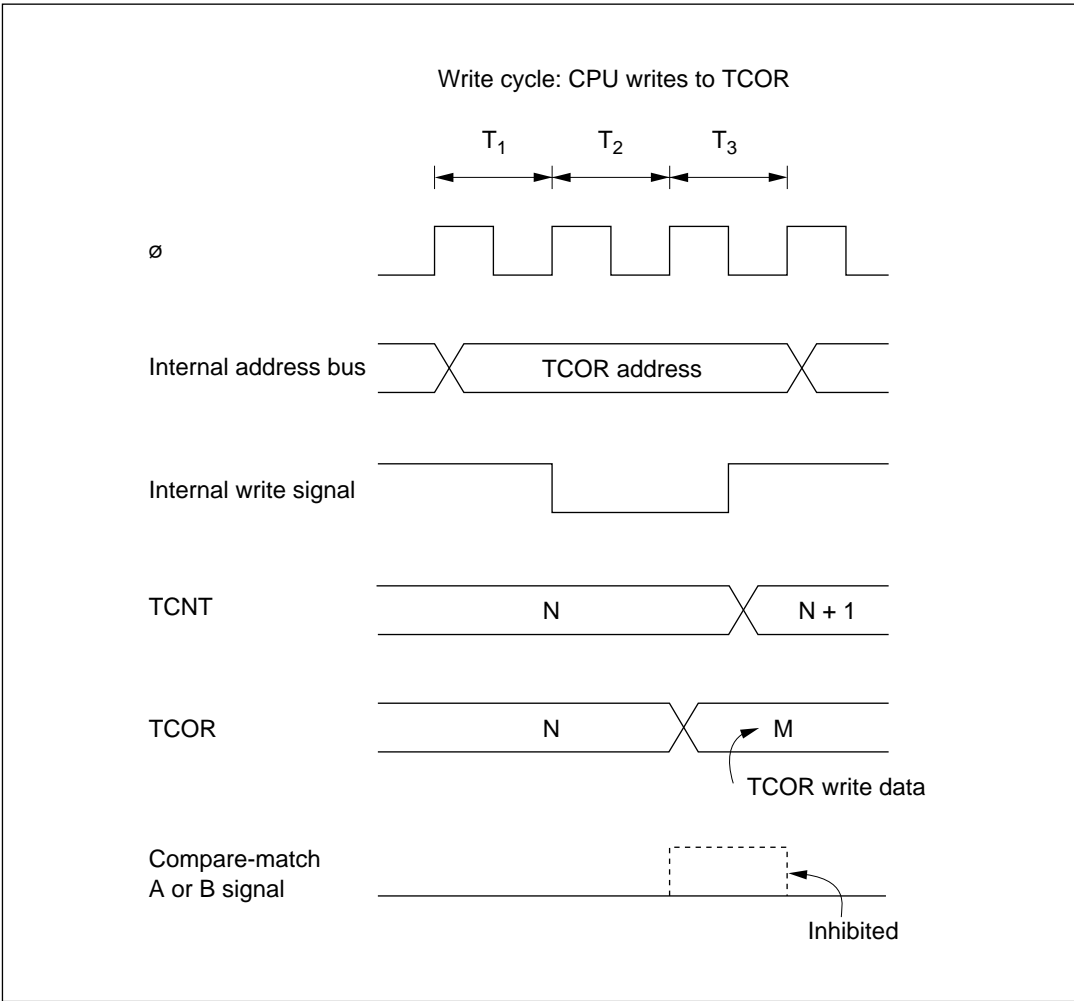 Write cycle: CPU writes to TCOR
T1 T2 T3
ø
Internal address bus
TCOR address
Internal write signal
TCNT
N
N + 1
TCOR
N
M
TCOR write data
Compare-match
A or B signal
Inhibited